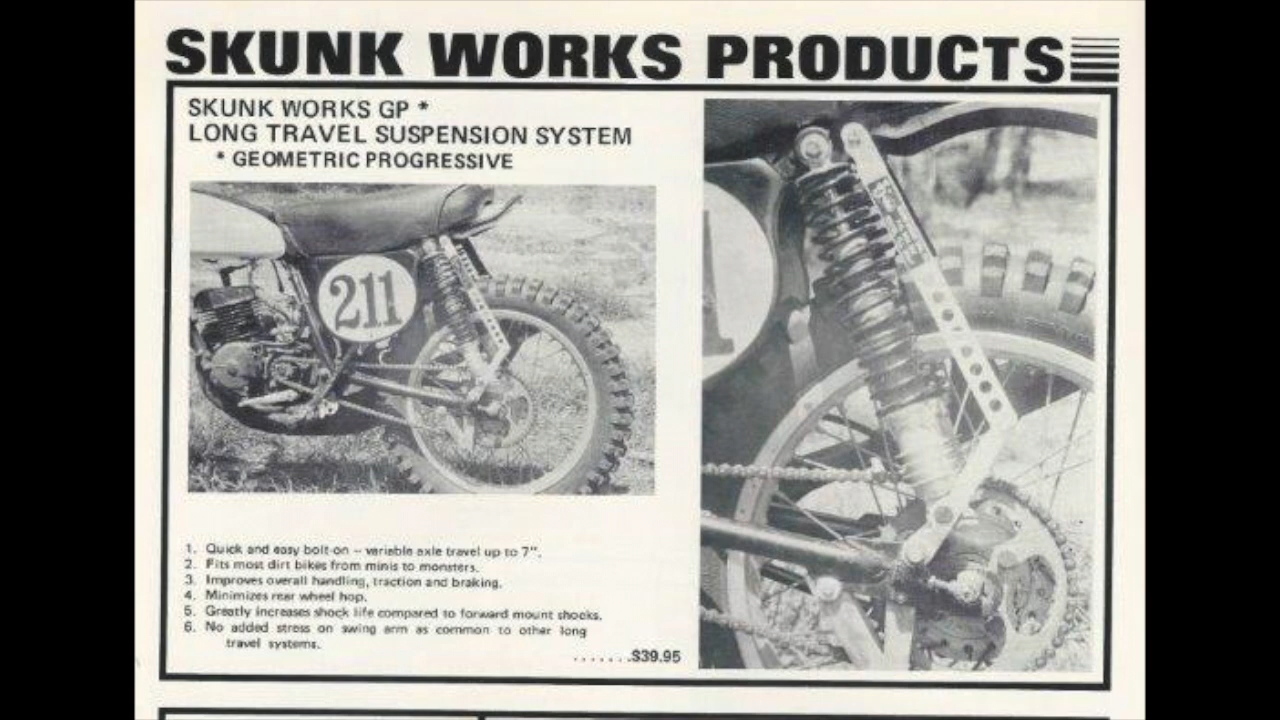 SKUNK WORKS PRODUCTS
SKUNK WORKS GP *
LONG TRAVEL SUSPENSION SYSTEM
* GEOMETRIC PROGRESSIVE
211
1. Quick and easy bolt-on – variable axle travel up to 7".
2. Fits most dirt bikes from minis to monsters.
3. Improves overall handling, traction and braking.
4. Minimizes rear wheel hop.
5. Greatly increases shock life compared to forward mount shocks.
6. No added stress on swing arm as common to other long
travel systems.
.......$39.95